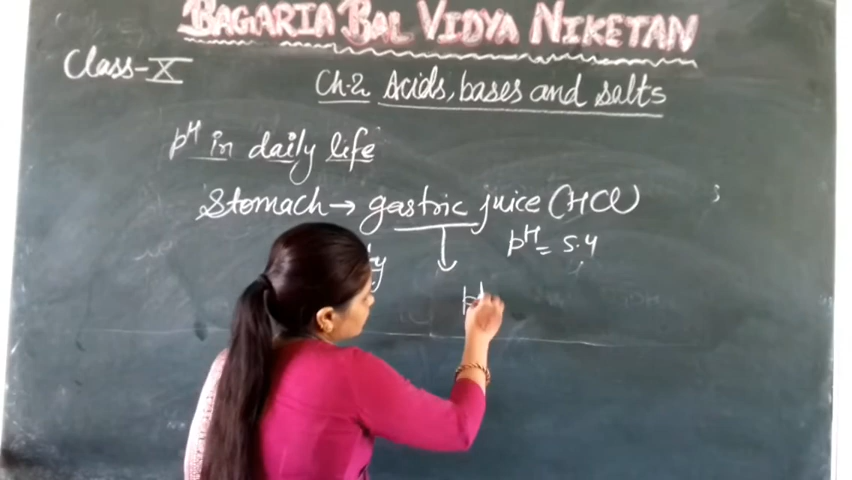 BAGARIA BAL VIDYA NIKETAN
Class-X
Ch.2 Acids, bases and salts
pH in daily life
Stomach → gastric juice (HCl)
pH = 5.4